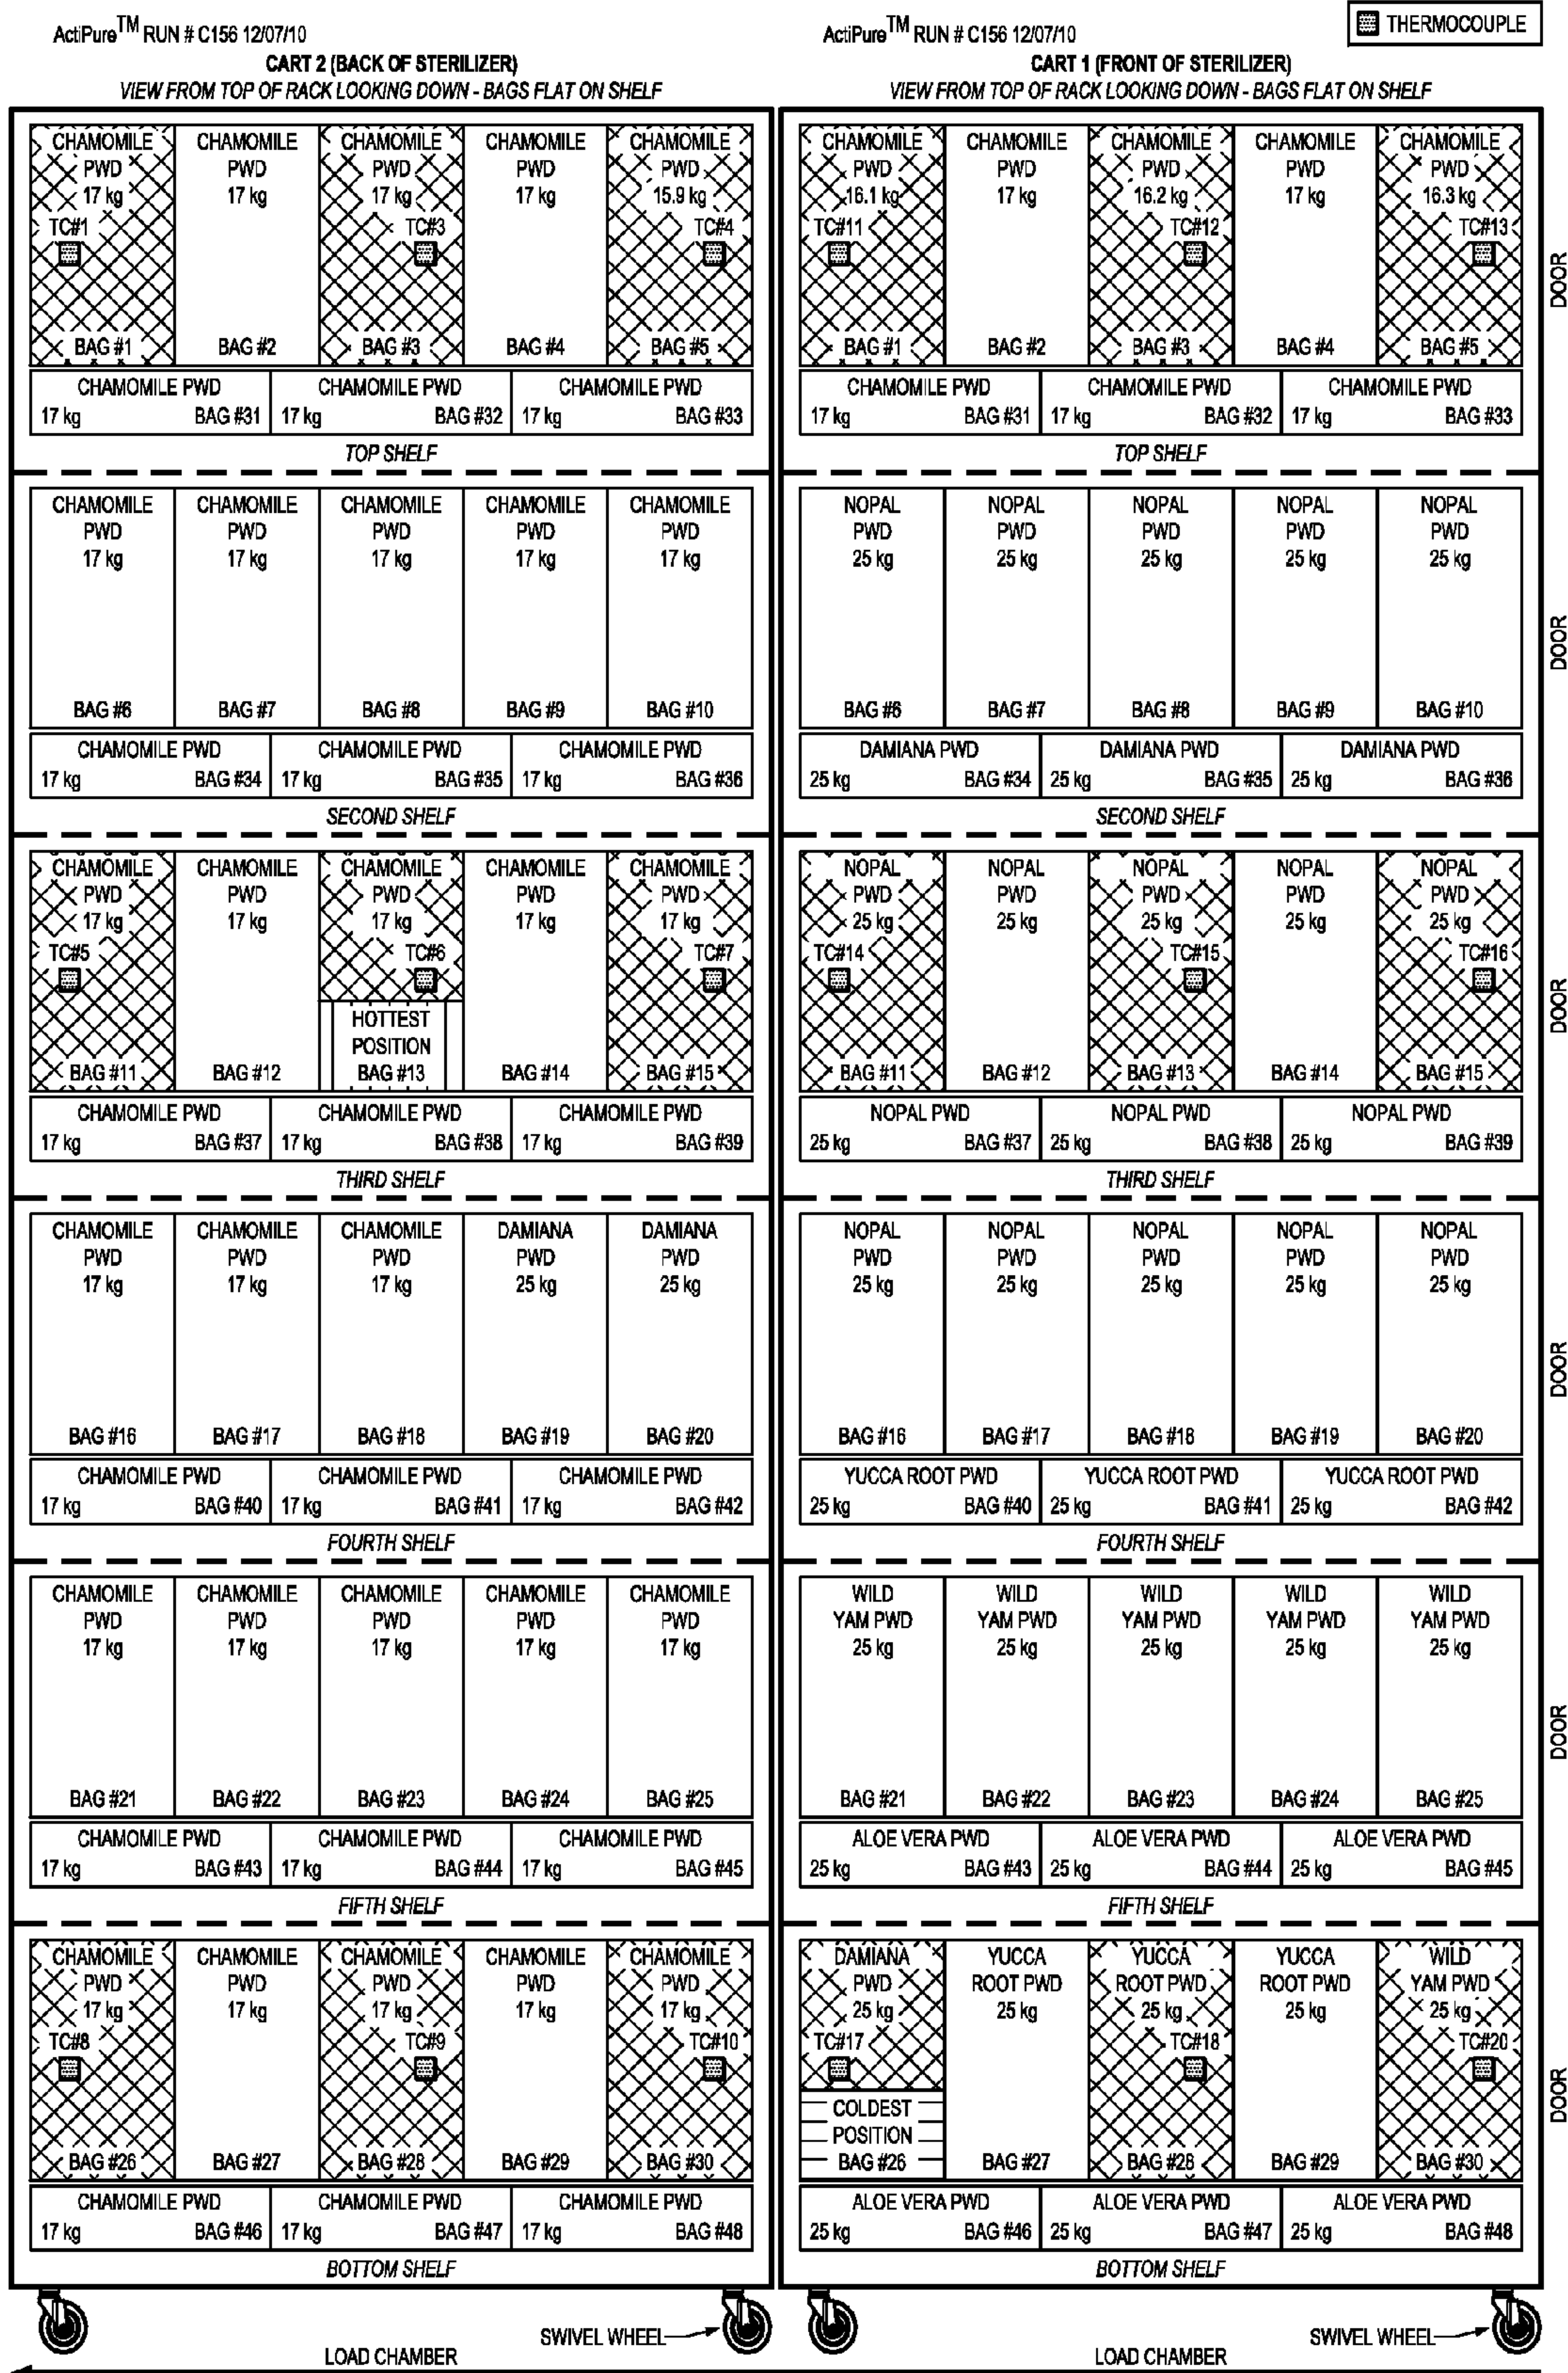 THERMOCOUPLE
ActiPure™ RUN # C156 12/07/10
CART 2 (BACK OF STERILIZER)
VIEW FROM TOP OF RACK LOOKING DOWN - BAGS FLAT ON SHELF
CHAMOMILE CHAMOMILE CHAMOMILE CHAMOMILE CHAMOMILE
PWD PWD PWD PWD PWD
17 kg 17 kg 17 kg 17 kg 15.9 kg
TC#1 TC#3 TC#4
BAG #1 BAG #2 BAG #3 BAG #4 BAG #5
CHAMOMILE PWD CHAMOMILE PWD CHAMOMILE PWD
17 kg BAG #31 17 kg BAG #32 17 kg BAG #33
TOP SHELF
CHAMOMILE CHAMOMILE CHAMOMILE CHAMOMILE CHAMOMILE
PWD PWD PWD PWD PWD
17 kg 17 kg 17 kg 17 kg 17 kg
BAG #6 BAG #7 BAG #8 BAG #9 BAG #10
CHAMOMILE PWD CHAMOMILE PWD CHAMOMILE PWD
17 kg BAG #34 17 kg BAG #35 17 kg BAG #36
SECOND SHELF
CHAMOMILE CHAMOMILE CHAMOMILE CHAMOMILE CHAMOMILE
PWD PWD PWD PWD PWD
17 kg 17 kg 17 kg 17 kg 17 kg
TC#5 TC#6 TC#7
HOTTEST
POSITION
BAG #11 BAG #12 BAG #13 BAG #14 BAG #15
CHAMOMILE PWD CHAMOMILE PWD CHAMOMILE PWD
17 kg BAG #37 17 kg BAG #38 17 kg BAG #39
THIRD SHELF
CHAMOMILE CHAMOMILE CHAMOMILE DAMIANA DAMIANA
PWD PWD PWD PWD PWD
17 kg 17 kg 17 kg 25 kg 25 kg
BAG #16 BAG #17 BAG #18 BAG #19 BAG #20
CHAMOMILE PWD CHAMOMILE PWD CHAMOMILE PWD
17 kg BAG #40 17 kg BAG #41 17 kg BAG #42
FOURTH SHELF
CHAMOMILE CHAMOMILE CHAMOMILE CHAMOMILE CHAMOMILE
PWD PWD PWD PWD PWD
17 kg 17 kg 17 kg 17 kg 17 kg
BAG #21 BAG #22 BAG #23 BAG #24 BAG #25
CHAMOMILE PWD CHAMOMILE PWD CHAMOMILE PWD
17 kg BAG #43 17 kg BAG #44 17 kg BAG #45
FIFTH SHELF
CHAMOMILE CHAMOMILE CHAMOMILE CHAMOMILE CHAMOMILE
PWD PWD PWD PWD PWD
17 kg 17 kg 17 kg 17 kg 17 kg
TC#8 TC#9 TC#10
BAG #26 BAG #27 BAG #28 BAG #29 BAG #30
CHAMOMILE PWD CHAMOMILE PWD CHAMOMILE PWD
17 kg BAG #46 17 kg BAG #47 17 kg BAG #48
BOTTOM SHELF
SWIVEL WHEEL
LOAD CHAMBER
ActiPure™ RUN # C156 12/07/10
CART 1 (FRONT OF STERILIZER)
VIEW FROM TOP OF RACK LOOKING DOWN - BAGS FLAT ON SHELF
CHAMOMILE CHAMOMILE CHAMOMILE CHAMOMILE CHAMOMILE
PWD PWD PWD PWD PWD
16.1 kg 17 kg 16.2 kg 17 kg 16.3 kg
TC#11 TC#12 TC#13
BAG #1 BAG #2 BAG #3 BAG #4 BAG #5
CHAMOMILE PWD CHAMOMILE PWD CHAMOMILE PWD
17 kg BAG #31 17 kg BAG #32 17 kg BAG #33
TOP SHELF
DOOR
NOPAL NOPAL NOPAL NOPAL NOPAL
PWD PWD PWD PWD PWD
25 kg 25 kg 25 kg 25 kg 25 kg
BAG #6 BAG #7 BAG #8 BAG #9 BAG #10
DAMIANA PWD DAMIANA PWD DAMIANA PWD
25 kg BAG #34 25 kg BAG #35 25 kg BAG #36
SECOND SHELF
DOOR
NOPAL NOPAL NOPAL NOPAL NOPAL
PWD PWD PWD PWD PWD
25 kg 25 kg 25 kg 25 kg 25 kg
TC#14 TC#15 TC#16
BAG #11 BAG #12 BAG #13 BAG #14 BAG #15
NOPAL PWD NOPAL PWD NOPAL PWD
25 kg BAG #37 25 kg BAG #38 25 kg BAG #39
THIRD SHELF
DOOR
NOPAL NOPAL NOPAL NOPAL NOPAL
PWD PWD PWD PWD PWD
25 kg 25 kg 25 kg 25 kg 25 kg
BAG #16 BAG #17 BAG #18 BAG #19 BAG #20
YUCCA ROOT PWD YUCCA ROOT PWD YUCCA ROOT PWD
25 kg BAG #40 25 kg BAG #41 25 kg BAG #42
FOURTH SHELF
DOOR
WILD WILD WILD WILD WILD
YAM PWD YAM PWD YAM PWD YAM PWD YAM PWD
25 kg 25 kg 25 kg 25 kg 25 kg
BAG #21 BAG #22 BAG #23 BAG #24 BAG #25
ALOE VERA PWD ALOE VERA PWD ALOE VERA PWD
25 kg BAG #43 25 kg BAG #44 25 kg BAG #45
FIFTH SHELF
DOOR
DAMIANA YUCCA YUCCA YUCCA WILD
PWD ROOT PWD ROOT PWD ROOT PWD YAM PWD
25 kg 25 kg 25 kg 25 kg 25 kg
TC#17 TC#18 TC#20
COLDEST
POSITION
BAG #26 BAG #27 BAG #28 BAG #29 BAG #30
ALOE VERA PWD ALOE VERA PWD ALOE VERA PWD
25 kg BAG #46 25 kg BAG #47 25 kg BAG #48
BOTTOM SHELF
DOOR
SWIVEL WHEEL
LOAD CHAMBER